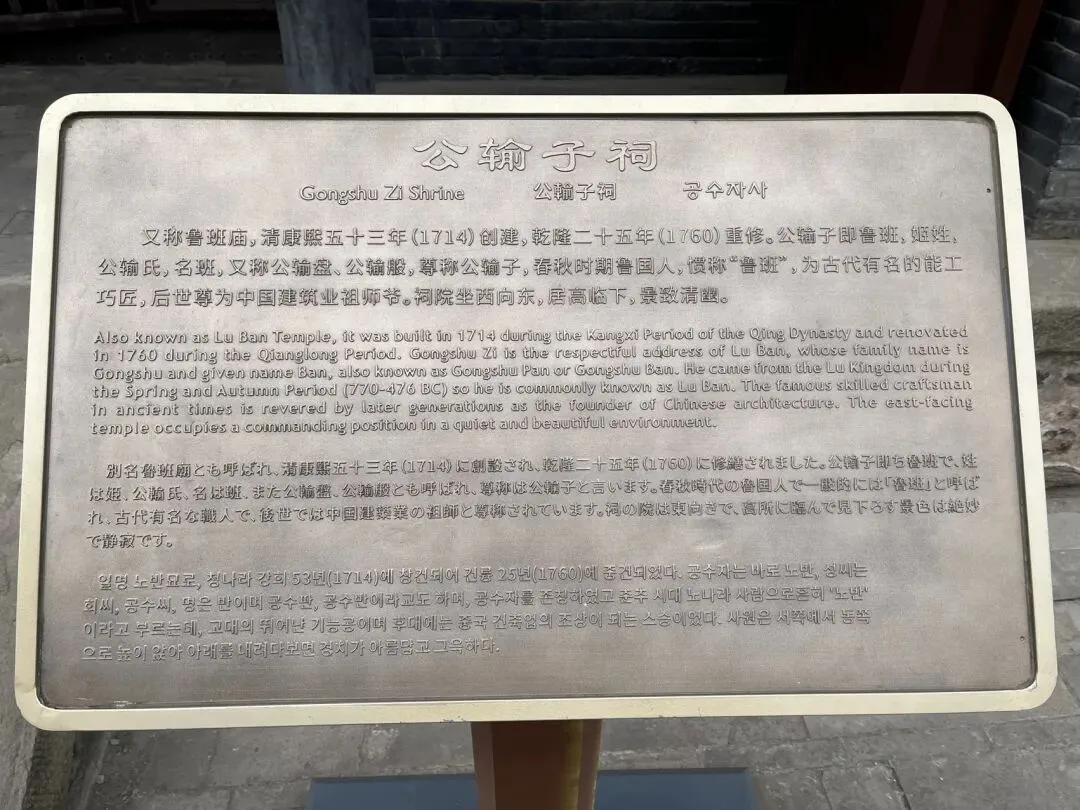 公输子祠
Gongshu Zi Shrine 公輸子祠 공수자사
又称鲁班庙，清康熙五十三年（1714）创建，乾隆二十五年（1760）重修。公输子即鲁班，姬姓，
公输氏，名班，又称公输盘、公输般，尊称公输子，春秋时期鲁国人，惯称“鲁班”，为古代有名的能工
巧匠，后世尊为中国建筑业祖师爷。祠院坐西向东，居高临下，景致清幽。
Also known as Lu Ban Temple, it was built in 1714 during the Kangxi Period of the Qing Dynasty and renovated
in 1760 during the Qianglong Period. Gongshu Zi is the respectful address of Lu Ban, whose family name is
Gongshu and given name Ban, also known as Gongshu Pan or Gongshu Ban. He came from the Lu Kingdom during
the Spring and Autumn Period (770-476 BC) so he is commonly known as Lu Ban. The famous skilled craftsman
in ancient times is revered by later generations as the founder of Chinese architecture. The east-facing
temple occupies a commanding position in a quiet and beautiful environment.
別名魯班廟とも呼ばれ、清康熙五十三年（1714）に創設され、乾隆二十五年（1760）に修繕されました。公輸子即ち魯班で、姓
は姫、公輸氏、名は班、また公輸盤、公輸般とも呼ばれ、尊称は公輸子と言います。春秋時代の魯国人で一般的には「魯班」と呼ば
れ、古代有名な職人で、後世では中国建築業の祖師と尊称されています。祠の院は東向きで、高所に臨んで見下ろす景色は絶妙
で静寂です。
일명 노반묘로, 청나라 강희 53년(1714)에 창건되어 건륭 25년(1760)에 중건되었다. 공수자는 바로 노반, 성씨는
희씨, 공수씨, 명은 반이며 공수판, 공수반이라고도 하며, 공수자를 존칭하였고 춘추 시대 노나라 사람으로흔히 "노반"
이라고 부르는데, 고대의 뛰어난 기능공이며 후대에는 중국 건축업의 조상이 되는 스승이었다. 사원은 서쪽에서 동쪽
으로 높이 앉아 아래를 내려다보면 경치가 아름답고 그윽하다.